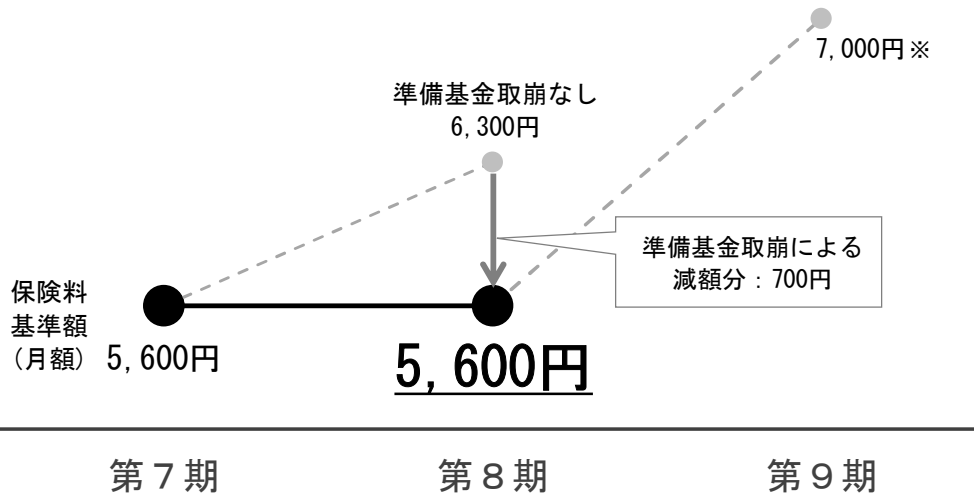 7,000円※
準備基金取崩なし
6,300円
準備基金取崩による
減額分：700円
保険料
基準額
（月額）
5,600円
5,600円
第７期
第８期
第９期